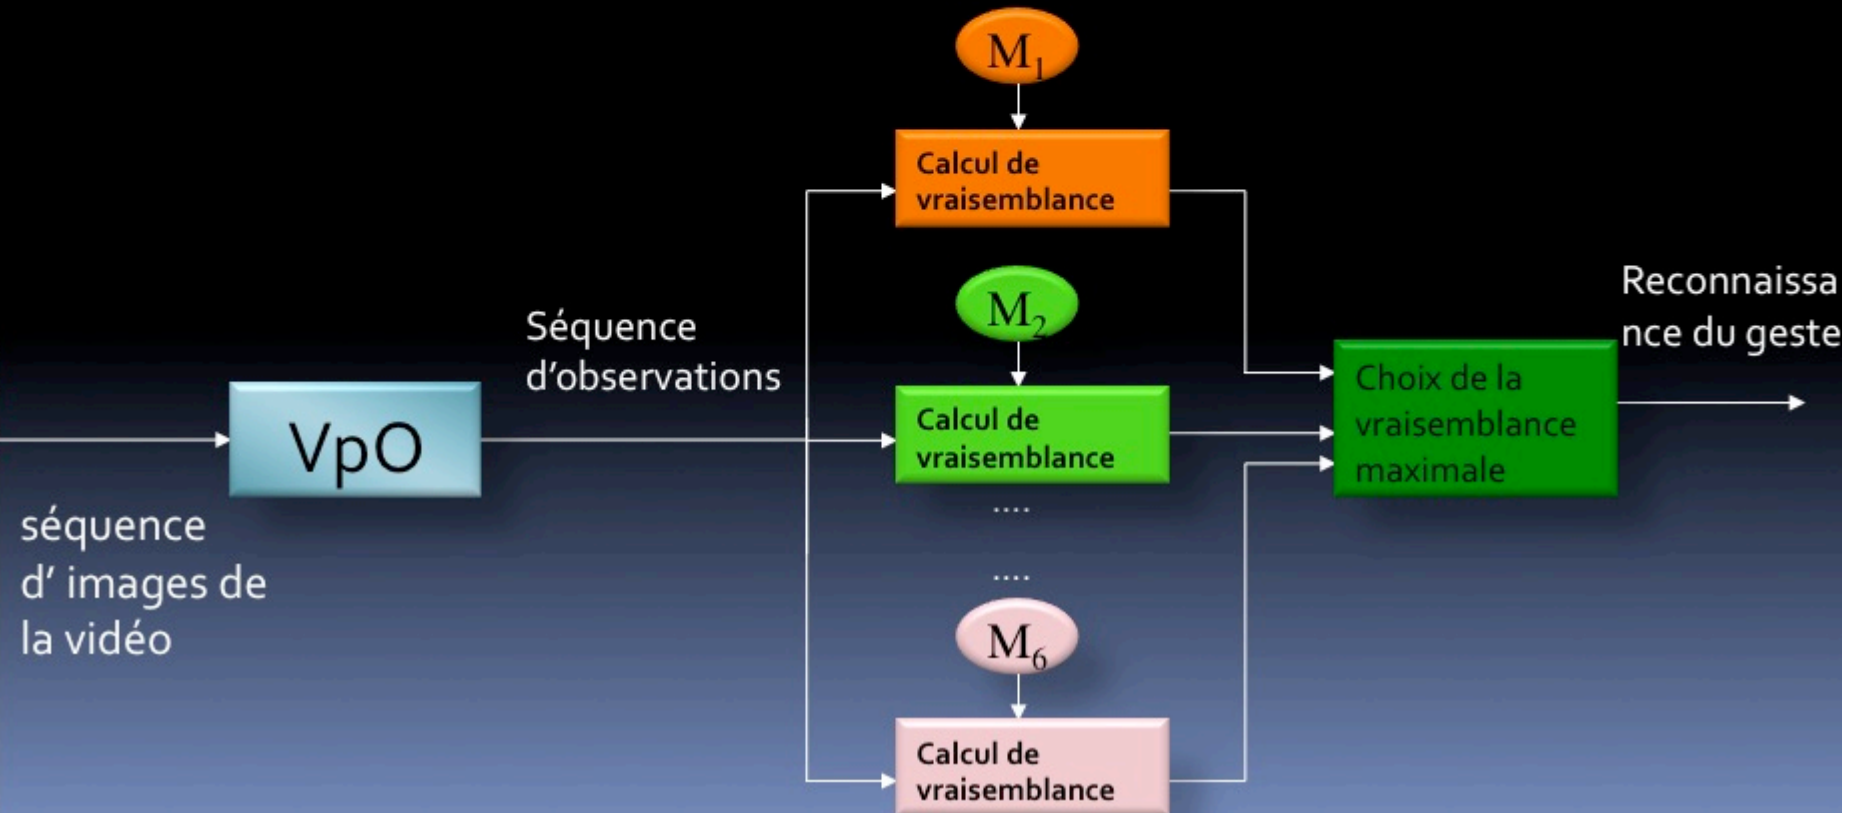 séquence
d' images de
la vidéo
VpO
Séquence
d'observations
M1
Calcul de
vraisemblance
M2
Calcul de
vraisemblance
....
....
M6
Calcul de
vraisemblance
Choix de la
vraisemblance
maximale
Reconnaissa
nce du geste